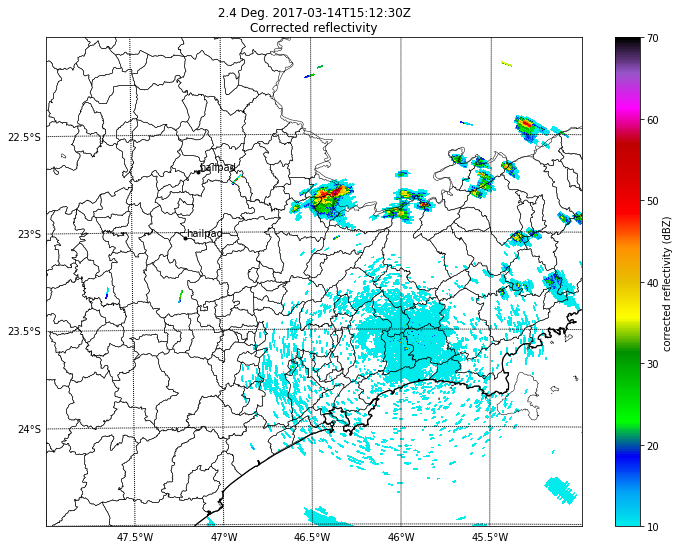 2.4 Deg. 2017-03-14T15:12:30Z
Corrected reflectivity
22.5°S
23°S
23.5°S
24°S
47.5°W
47°W
46.5°W
46°W
45.5°W
hailpad
hailpad
70
60
50
40
30
20
10
corrected reflectivity (dBZ)